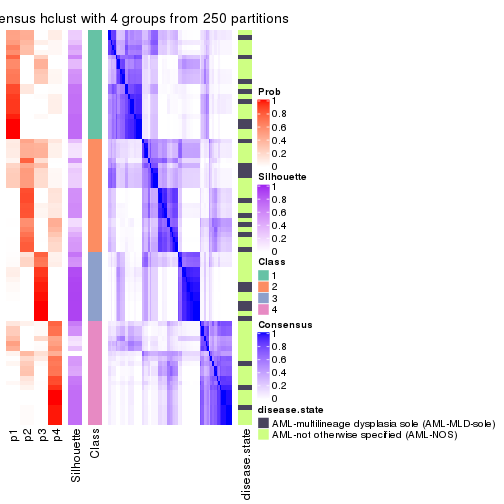 ensus hclust with 4 groups from 250 partitions
Prob
1
0.8
0.6
0.4
0.2
0
Silhouette
1
0.8
0.6
0.4
0.2
0
Class
1
2
3
4
Consensus
1
0.8
0.6
0.4
0.2
0
disease.state
AML-multilineage dysplasia sole (AML-MLD-sole)
AML-not otherwise specified (AML-NOS)
p1
p2
p3
p4
Silhouette
Class
disease.state